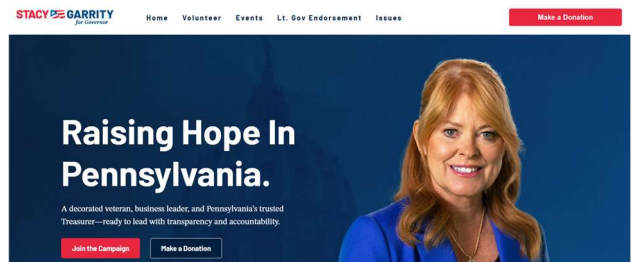 STACY GARRITY
for Governor
Home Volunteer Events Lt. Gov Endorsement Issues
Make a Donation
Raising Hope In
Pennsylvania.
A decorated veteran, business leader, and Pennsylvania's trusted
Treasurer—ready to lead with transparency and accountability.
Join the Campaign
Make a Donation